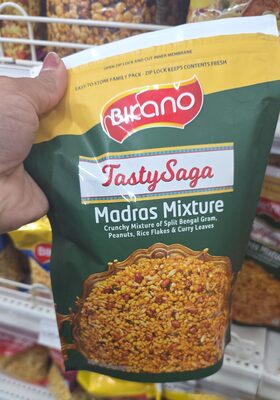 OPEN ZIP LOCK AND CUT INNER MEMBRANE
EASY TO STORE FAMILY PACK - ZIP LOCK KEEPS CONTENTS FRESH
BIKANO
TastySaga
Madras Mixture
Crunchy Mixture of Split Bengal Gram,
Peanuts, Rice Flakes & Curry Leaves